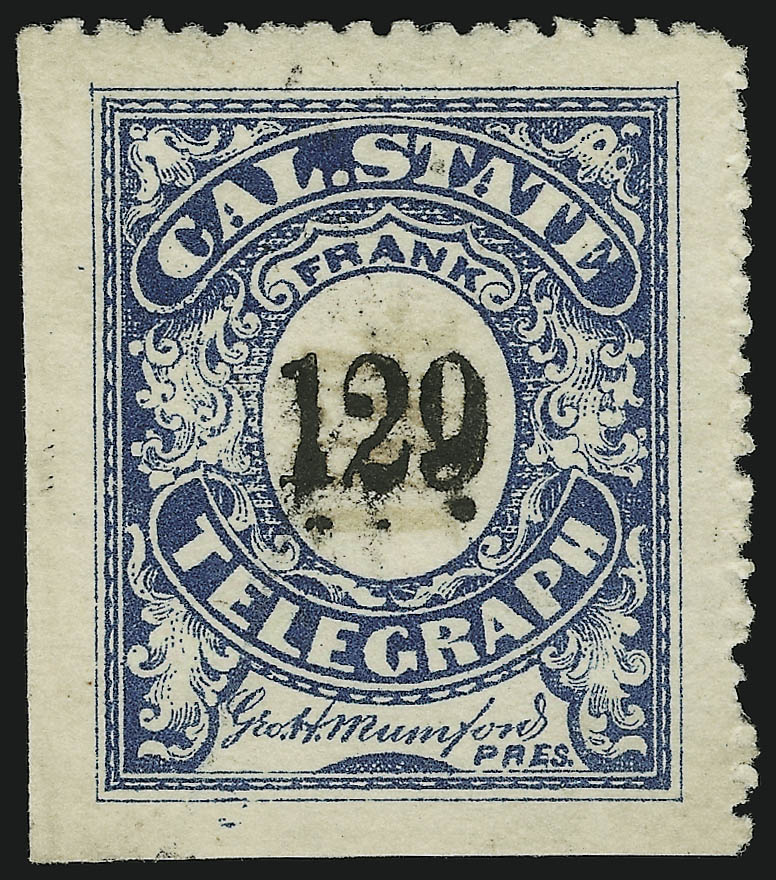 CAL. STATE
FRANK
129
TELEGRAPH
Geo. H. Mumford
PRES.